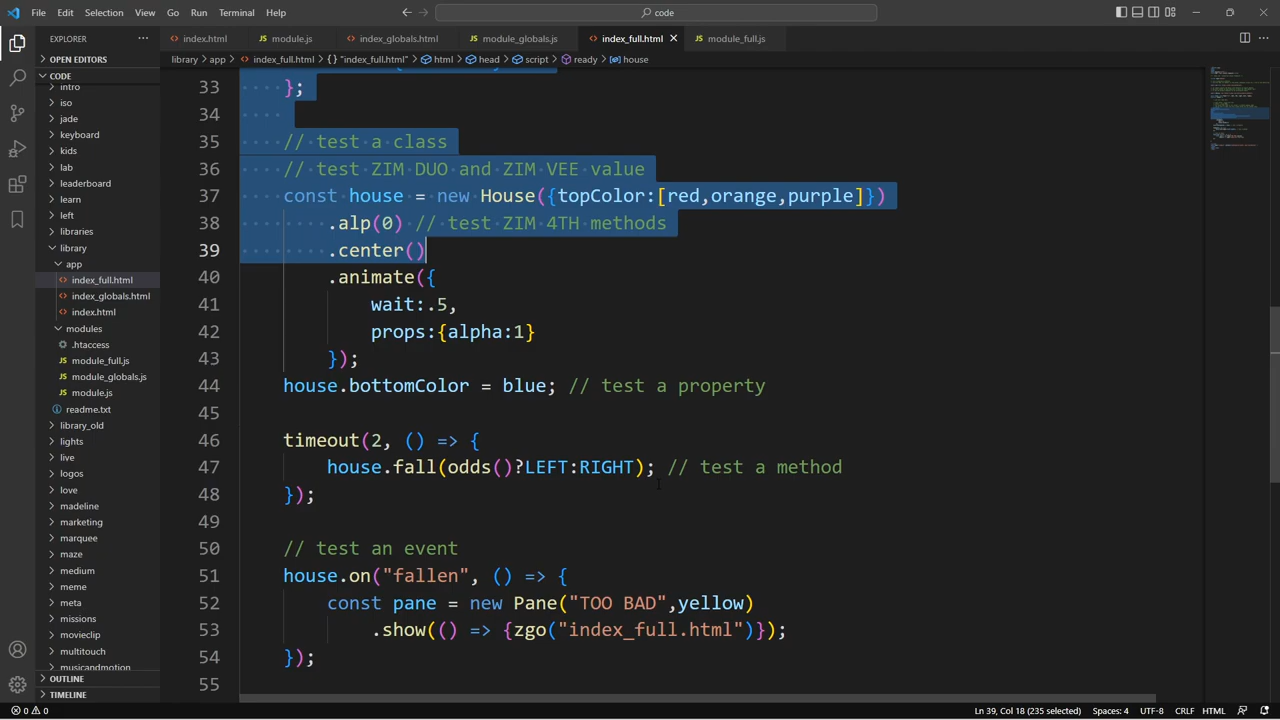 File Edit Selection View Go Run Terminal Help
code
EXPLORER
index.html
module.js
index_globals.html
module_globals.js
index_full.html
module_full.js
library > app > index_full.html > {} "index_full.html" > html > head > script > ready > house
OPEN EDITORS
CODE
intro
iso
jade
keyboard
kids
lab
leaderboard
learn
left
libraries
library
app
index_full.html
index_globals.html
index.html
modules
.htaccess
module_full.js
module_globals.js
module.js
readme.txt
library_old
lights
live
logos
love
madeline
marketing
marquee
maze
medium
meme
meta
missions
movieclip
multitouch
musicandmotion
OUTLINE
TIMELINE
33 };
34
35 // test a class
36 // test ZIM DUO and ZIM VEE value
37 const house = new House({topColor:[red,orange,purple]})
38 .alp(0) // test ZIM 4TH methods
39 .center()
40 .animate({
41 wait:.5,
42 props:{alpha:1}
43 });
44 house.bottomColor = blue; // test a property
45
46 timeout(2, () => {
47 house.fall(odds()?LEFT:RIGHT); // test a method
48 });
49
50 // test an event
51 house.on("fallen", () => {
52 const pane = new Pane("TOO BAD",yellow)
53 .show(() => {zgo("index_full.html")});
54 });
55
0 0
Ln 39, Col 18 (235 selected) Spaces: 4 UTF-8 CRLF HTML